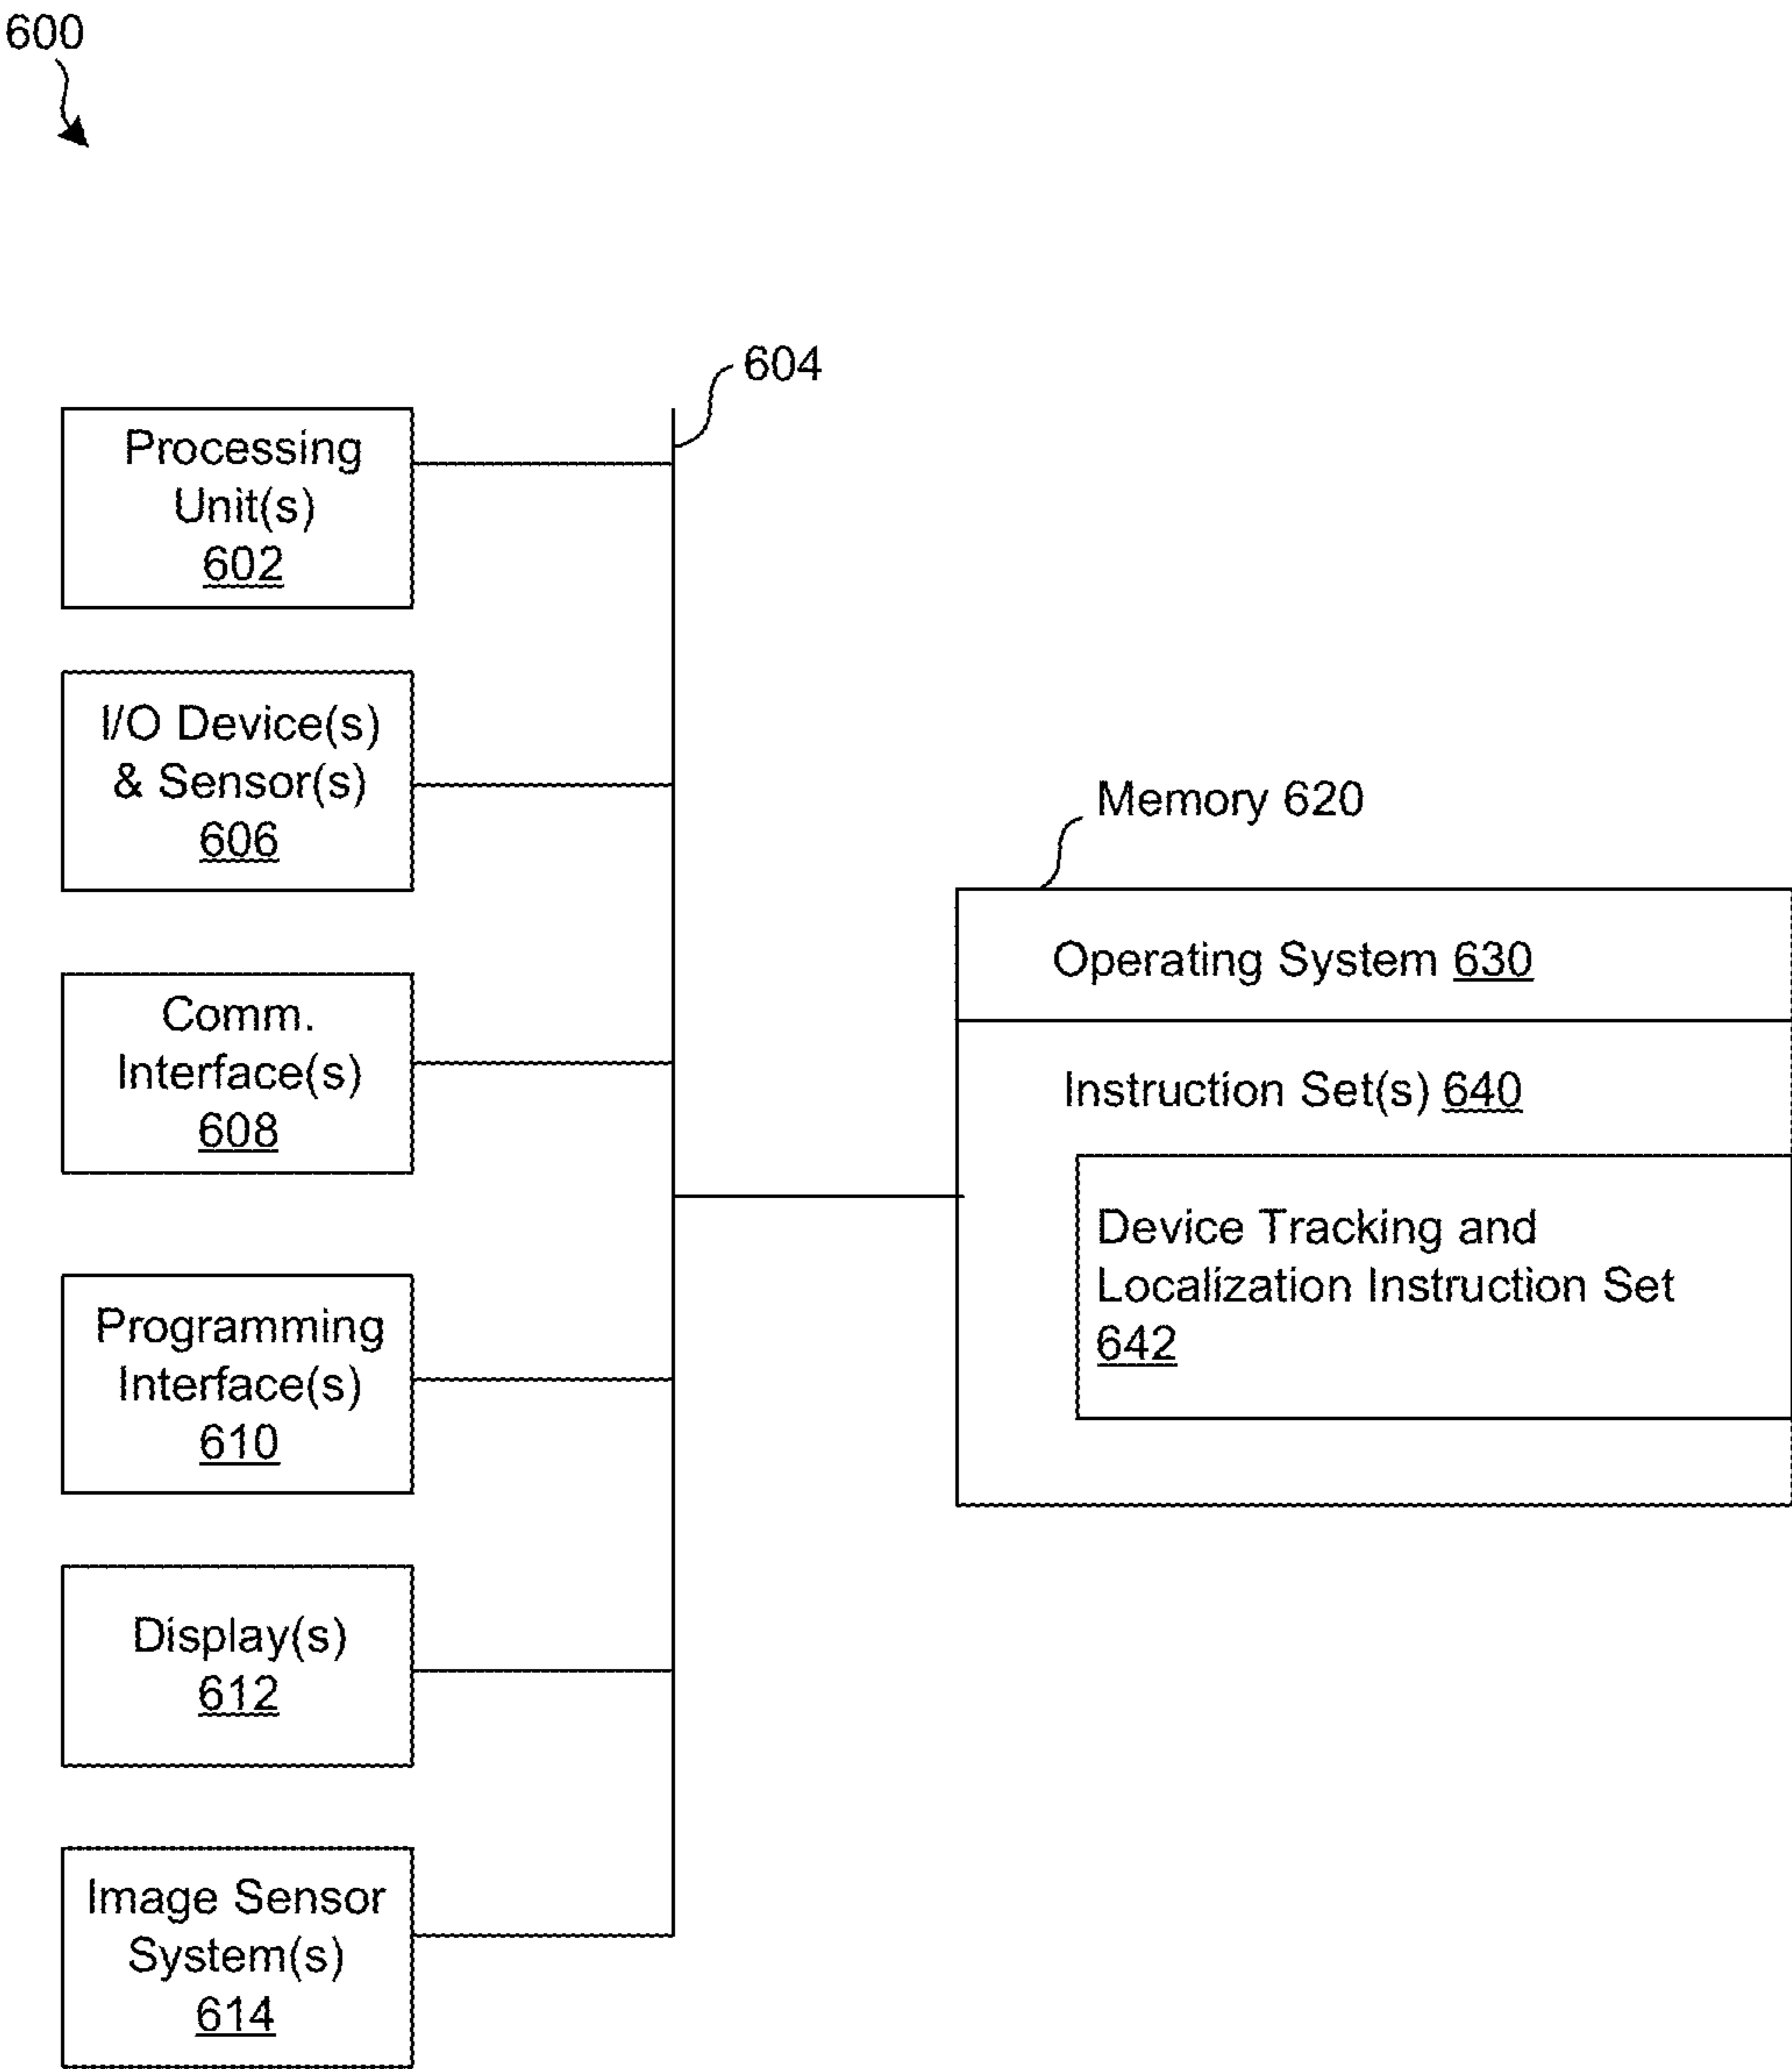 600
604
Processing
Unit(s)
602
I/O Device(s)
& Sensor(s)
606
Comm.
Interface(s)
608
Programming
Interface(s)
610
Display(s)
612
Image Sensor
System(s)
614
Memory 620
Operating System 630
Instruction Set(s) 640
Device Tracking and
Localization Instruction Set
642